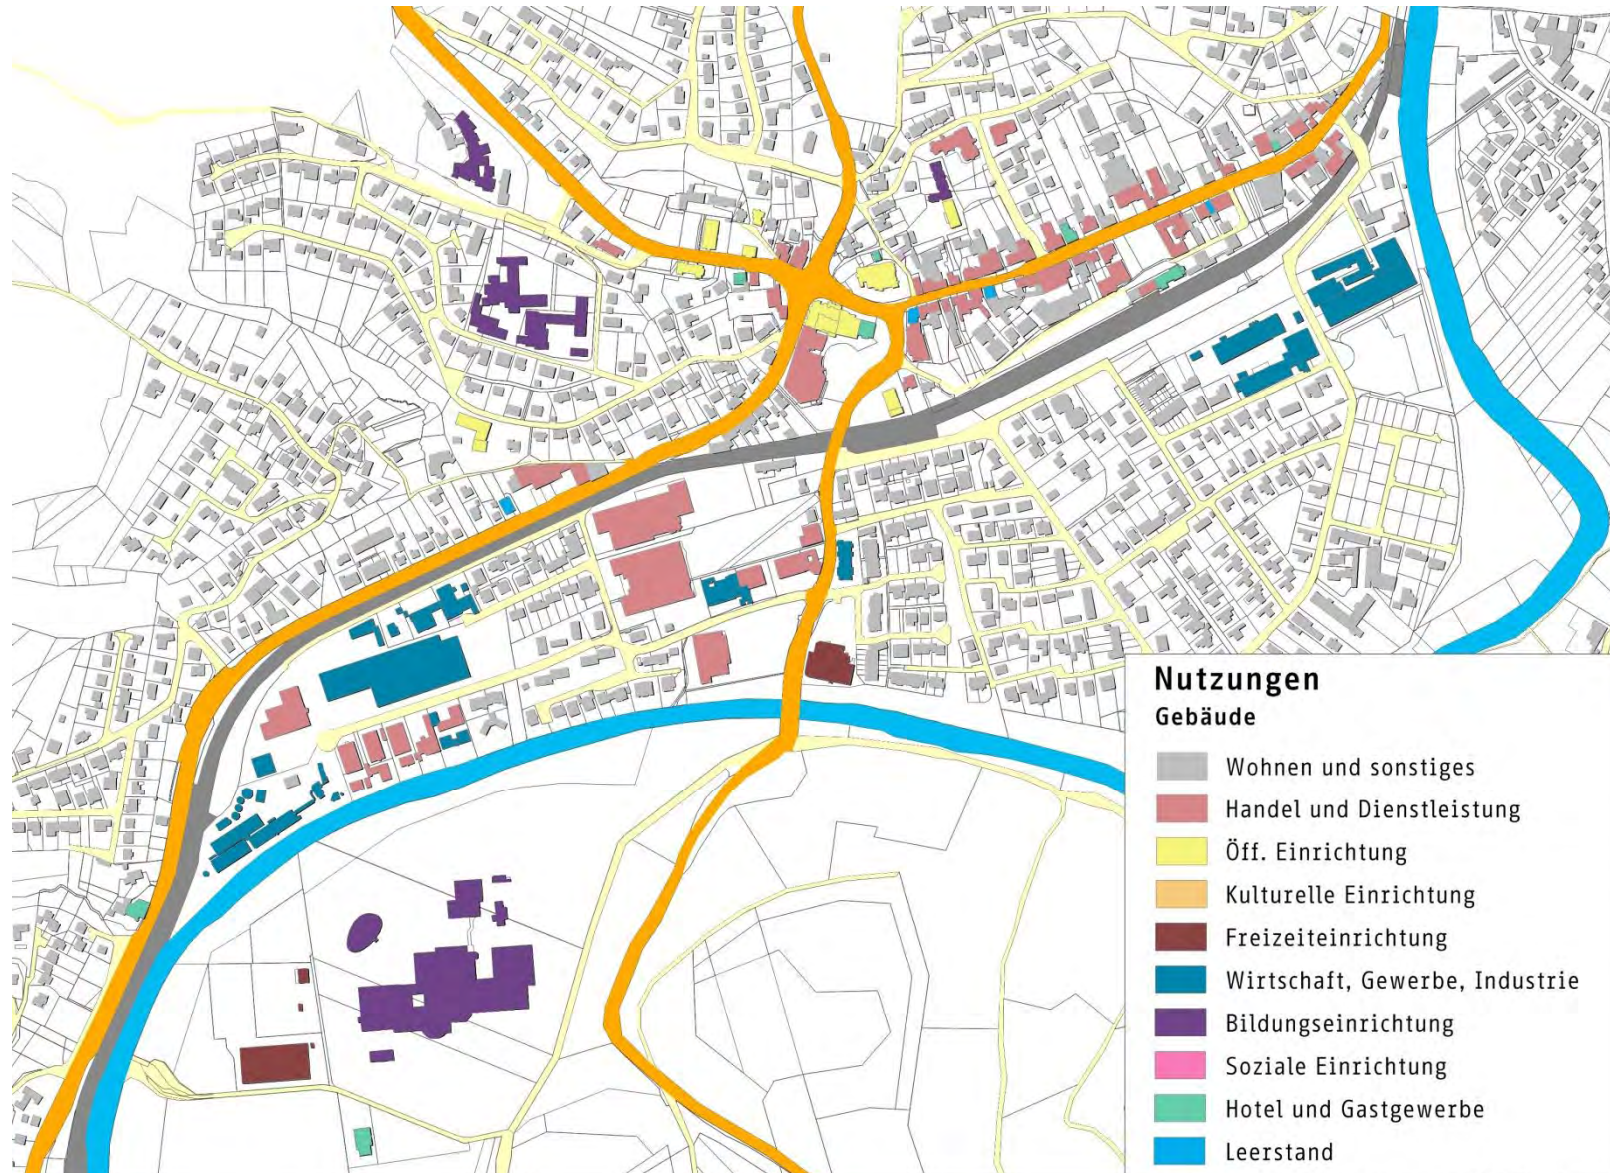 Nutzungen
Gebäude
Wohnen und sonstiges
Handel und Dienstleistung
Öff. Einrichtung
Kulturelle Einrichtung
Freizeiteinrichtung
Wirtschaft, Gewerbe, Industrie
Bildungseinrichtung
Soziale Einrichtung
Hotel und Gastgewerbe
Leerstand